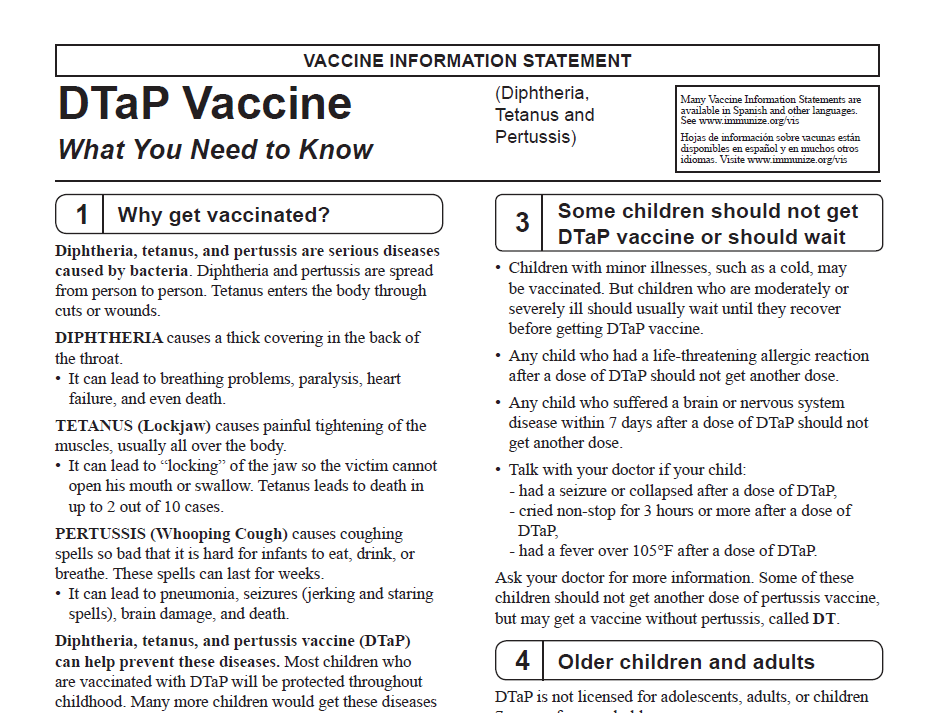 VACCINE INFORMATION STATEMENT
DTaP Vaccine
What You Need to Know
(Diphtheria,
Tetanus and
Pertussis)
Many Vaccine Information Statements are
available in Spanish and other languages.
See www.immunize.org/vis
Hojas de información sobre vacunas están
disponibles en español y en muchos otros
idiomas. Visite www.immunize.org/vis
1 Why get vaccinated?
Diphtheria, tetanus, and pertussis are serious diseases
caused by bacteria. Diphtheria and pertussis are spread
from person to person. Tetanus enters the body through
cuts or wounds.
DIPHTHERIA causes a thick covering in the back of
the throat.
• It can lead to breathing problems, paralysis, heart
failure, and even death.
TETANUS (Lockjaw) causes painful tightening of the
muscles, usually all over the body.
• It can lead to “locking” of the jaw so the victim cannot
open his mouth or swallow. Tetanus leads to death in
up to 2 out of 10 cases.
PERTUSSIS (Whooping Cough) causes coughing
spells so bad that it is hard for infants to eat, drink, or
breathe. These spells can last for weeks.
• It can lead to pneumonia, seizures (jerking and staring
spells), brain damage, and death.
Diphtheria, tetanus, and pertussis vaccine (DTaP)
can help prevent these diseases. Most children who
are vaccinated with DTaP will be protected throughout
childhood. Many more children would get these diseases
3 Some children should not get
DTaP vaccine or should wait
• Children with minor illnesses, such as a cold, may
be vaccinated. But children who are moderately or
severely ill should usually wait until they recover
before getting DTaP vaccine.
• Any child who had a life-threatening allergic reaction
after a dose of DTaP should not get another dose.
• Any child who suffered a brain or nervous system
disease within 7 days after a dose of DTaP should not
get another dose.
• Talk with your doctor if your child:
- had a seizure or collapsed after a dose of DTaP,
- cried non-stop for 3 hours or more after a dose of
DTaP,
- had a fever over 105°F after a dose of DTaP.
Ask your doctor for more information. Some of these
children should not get another dose of pertussis vaccine,
but may get a vaccine without pertussis, called DT.
4 Older children and adults
DTaP is not licensed for adolescents, adults, or children